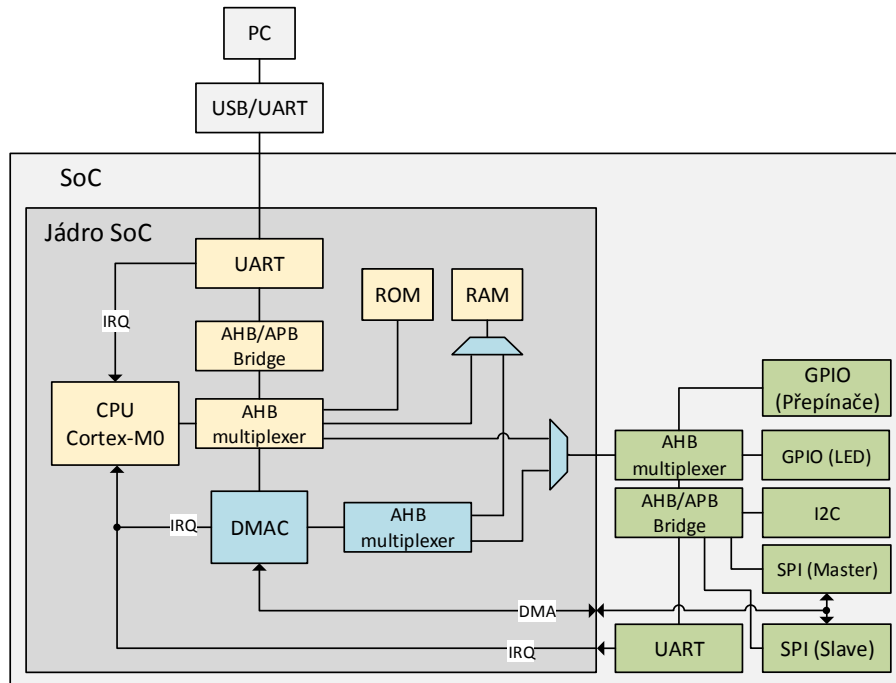 PC
USB/UART
SoC
Jádro SoC
UART
ROM
RAM
IRQ
AHB/APB
Bridge
CPU
Cortex-M0
AHB
multiplexer
GPIO
(Přepínače)
AHB
multiplexer
GPIO (LED)
DMAC
AHB
multiplexer
IRQ
AHB/APB
Bridge
I2C
SPI (Master)
DMA
IRQ
UART
SPI (Slave)